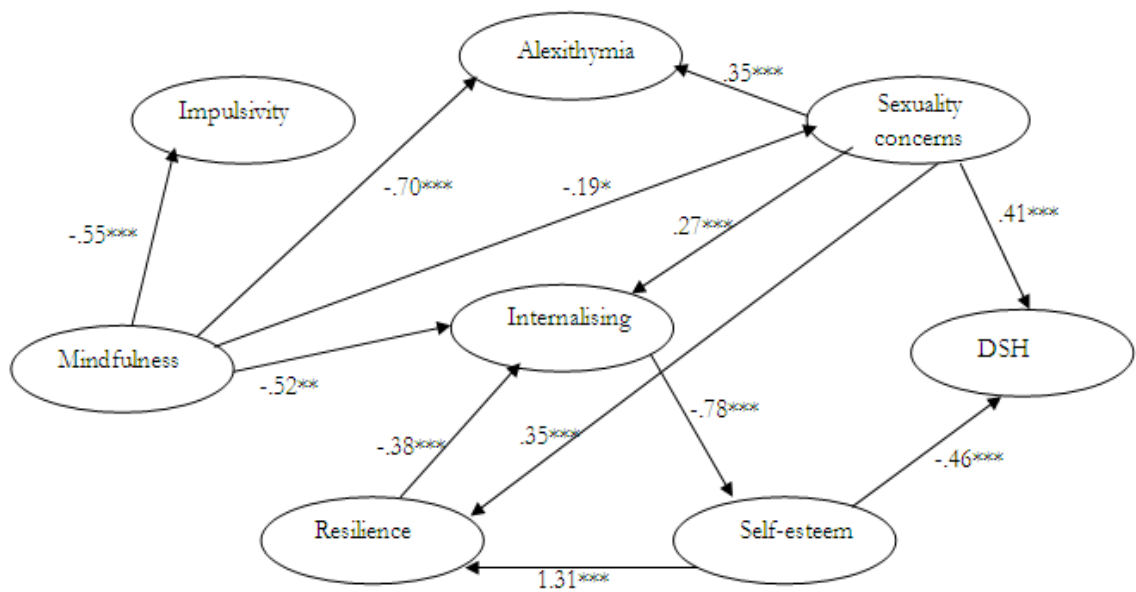 Alexithymia
.35***
Sexuality
concerns
Impulsivity
-.70***
-.19*
.41***
-.55***
.27***
Internalising
DSH
Mindfulness
-.52**
-.78***
-.38***
.35***
-.46***
Resilience
Self-esteem
1.31***